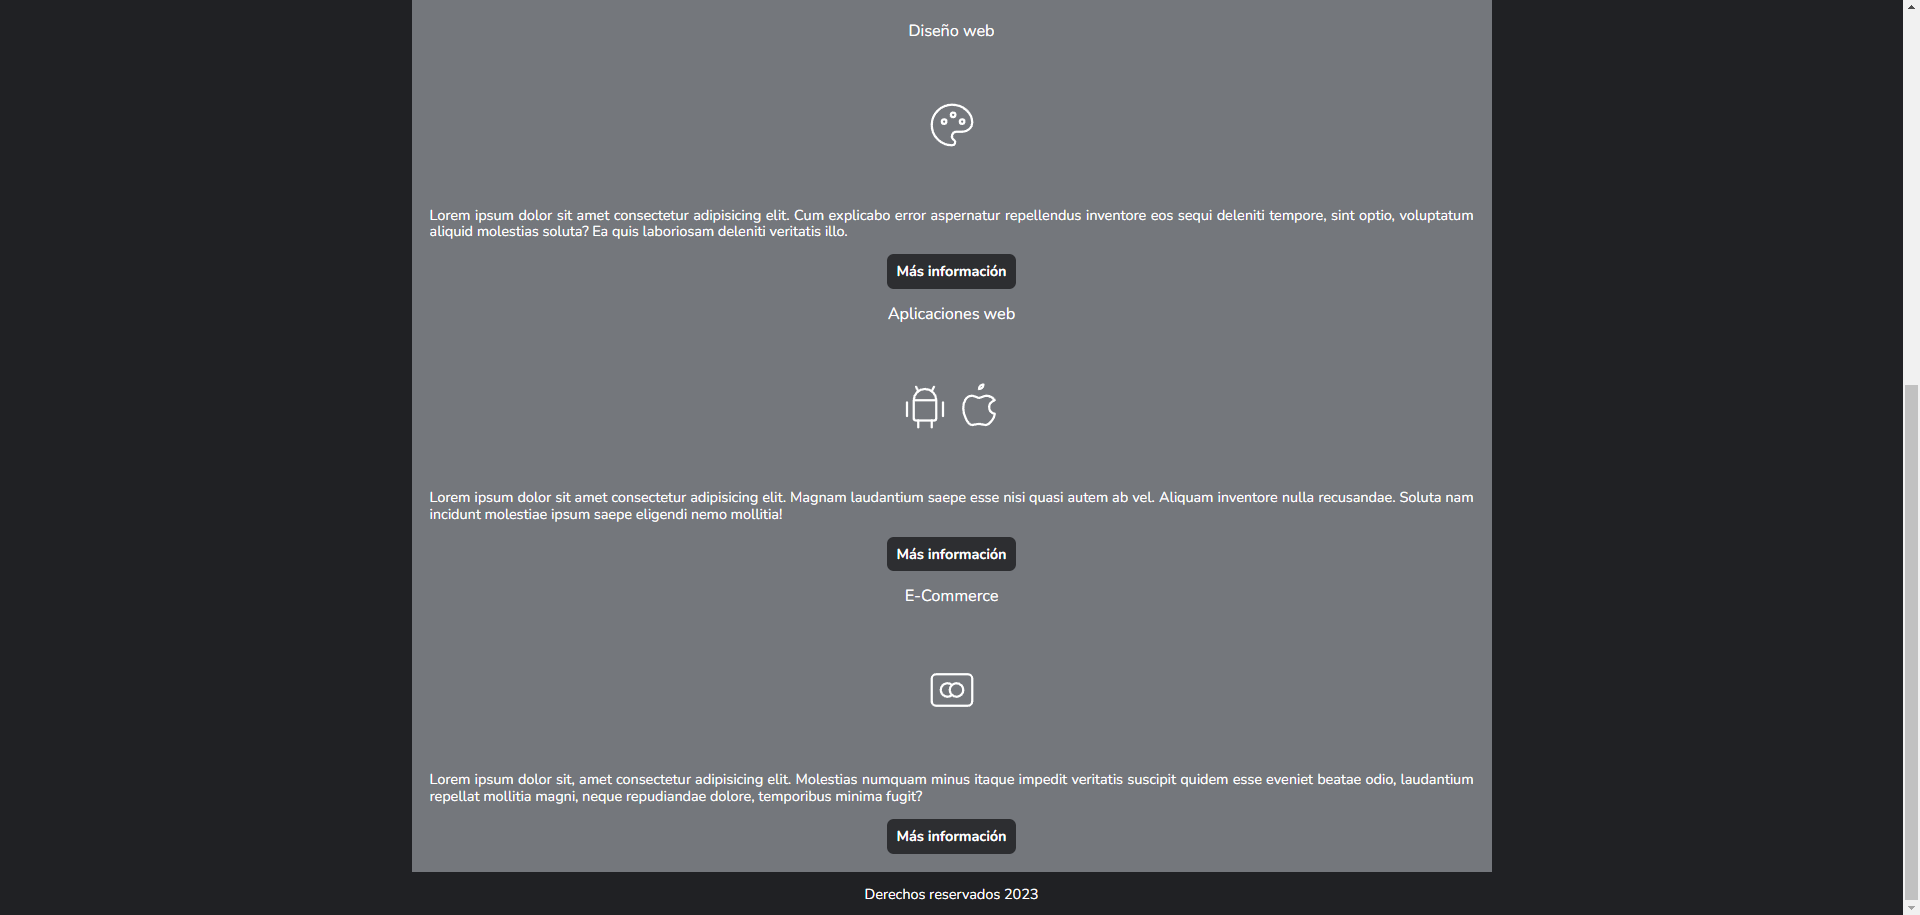 Diseño web
Lorem ipsum dolor sit amet consectetur adipisicing elit. Cum explicabo error aspernatur repellendus inventore eos sequi deleniti tempore, sint optio, voluptatum
aliquid molestias soluta? Ea quis laboriosam deleniti veritatis illo.
Más información
Aplicaciones web
Lorem ipsum dolor sit amet consectetur adipisicing elit. Magnam laudantium saepe esse nisi quasi autem ab vel. Aliquam inventore nulla recusandae. Soluta nam
incidunt molestiae ipsum saepe eligendi nemo mollitia!
Más información
E-Commerce
Lorem ipsum dolor sit, amet consectetur adipisicing elit. Molestias numquam minus itaque impedit veritatis suscipit quidem esse eveniet beatae odio, laudantium
repellat mollitia magni, neque repudiandae dolore, temporibus minima fugit?
Más información
Derechos reservados 2023